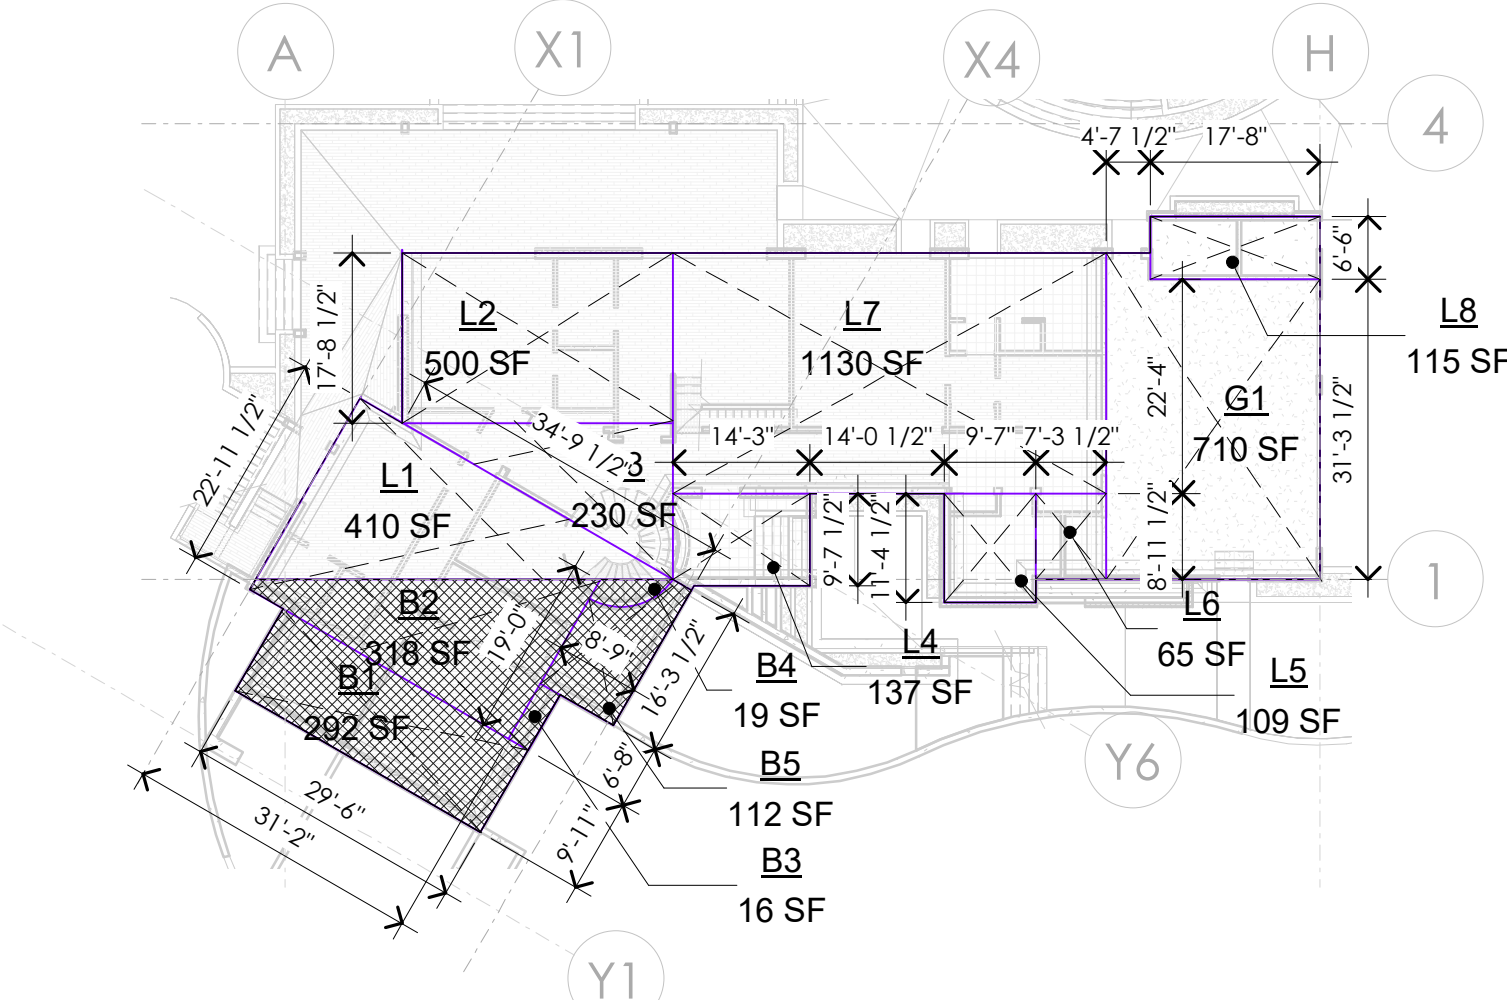 A
X1
X4
H
4
4'-7 1/2"
17'-8"
6'-6"
L2
500 SF
L7
1130 SF
L8
115 SF
17'-8 1/2"
22'-4"
G1
710 SF
31'-3 1/2"
22'-11 1/2"
34'-9 1/2"
3
230 SF
14'-3"
14'-0 1/2"
9'-7"
7'-3 1/2"
L1
410 SF
9'-7 1/2"
11'-4 1/2"
8'-11 1/2"
1
B2
318 SF
19'-0"
8'-9"
16'-3 1/2"
B1
292 SF
B4
19 SF
L4
137 SF
L6
65 SF
L5
109 SF
6'-8"
B5
112 SF
Y6
29'-6"
31'-2"
9'-11"
B3
16 SF
Y1